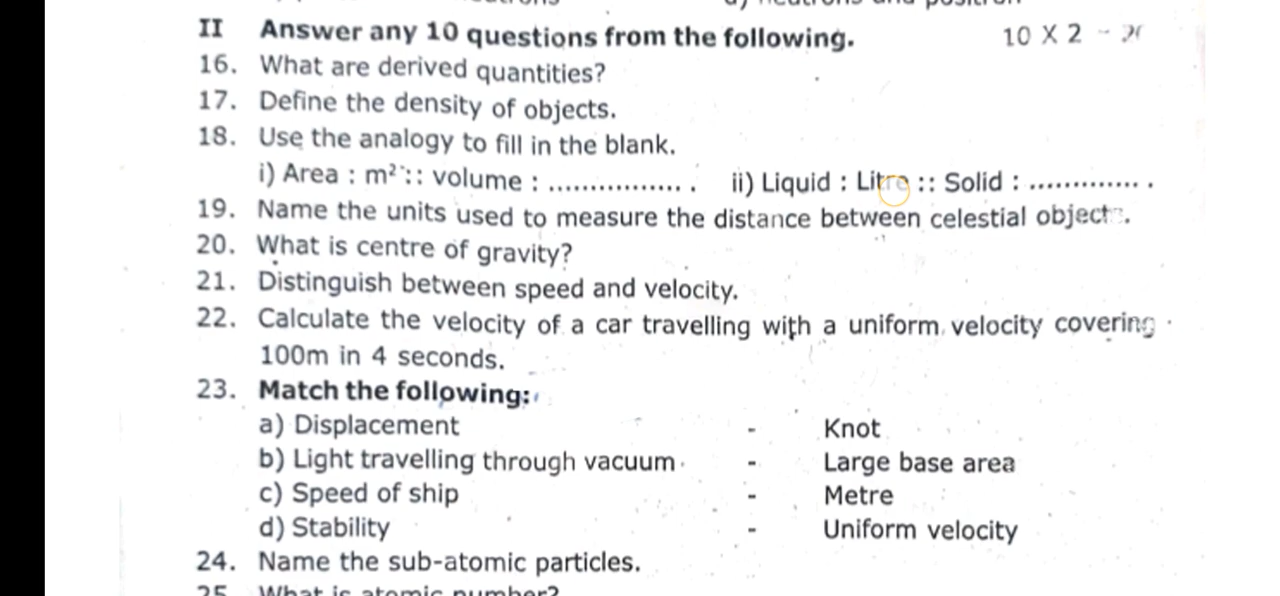 II Answer any 10 questions from the following. 10 X 2 -
16. What are derived quantities?
17. Define the density of objects.
18. Use the analogy to fill in the blank.
i) Area : m² :: volume : ................ . ii) Liquid : Litre :: Solid : ............. .
19. Name the units used to measure the distance between celestial objects.
20. What is centre of gravity?
21. Distinguish between speed and velocity.
22. Calculate the velocity of a car travelling with a uniform velocity covering
100m in 4 seconds.
23. Match the following:
a) Displacement - Knot
b) Light travelling through vacuum - Large base area
c) Speed of ship - Metre
d) Stability - Uniform velocity
24. Name the sub-atomic particles.
25. What is atomic number?